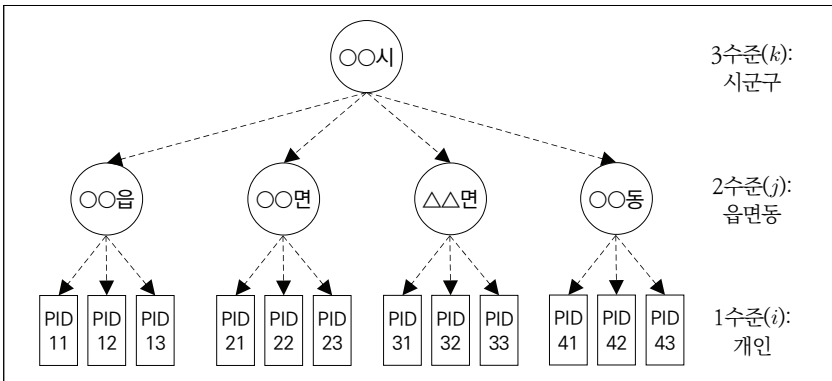 ○○시
3수준(k):
시군구
○○읍
○○면
△△면
○○동
2수준(j):
읍면동
PID
11
PID
12
PID
13
PID
21
PID
22
PID
23
PID
31
PID
32
PID
33
PID
41
PID
42
PID
43
1수준(i):
개인